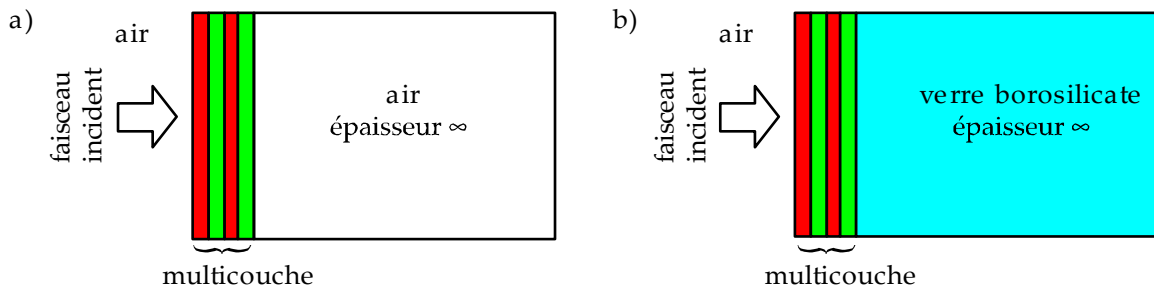 a)
air
faisceau
incident
air
épaisseur ∞
multicouche
b)
air
faisceau
incident
verre borosilicate
épaisseur ∞
multicouche